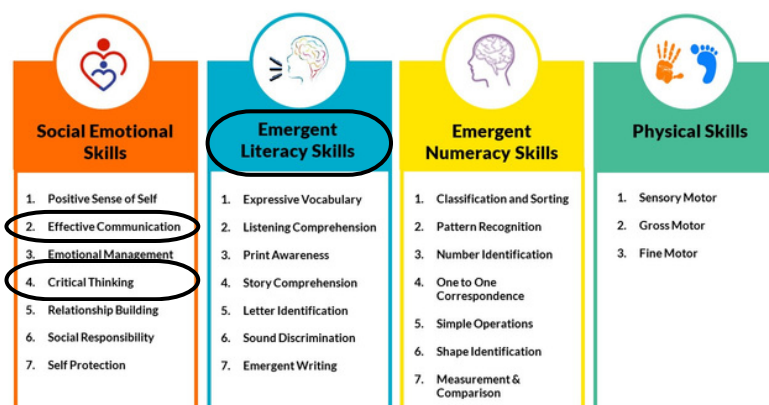 Social Emotional
Skills
1. Positive Sense of Self
2. Effective Communication
3. Emotional Management
4. Critical Thinking
5. Relationship Building
6. Social Responsibility
7. Self Protection
Emergent
Literacy Skills
1. Expressive Vocabulary
2. Listening Comprehension
3. Print Awareness
4. Story Comprehension
5. Letter Identification
6. Sound Discrimination
7. Emergent Writing
Emergent
Numeracy Skills
1. Classification and Sorting
2. Pattern Recognition
3. Number Identification
4. One to One
Correspondence
5. Simple Operations
6. Shape Identification
7. Measurement &
Comparison
Physical Skills
1. Sensory Motor
2. Gross Motor
3. Fine Motor